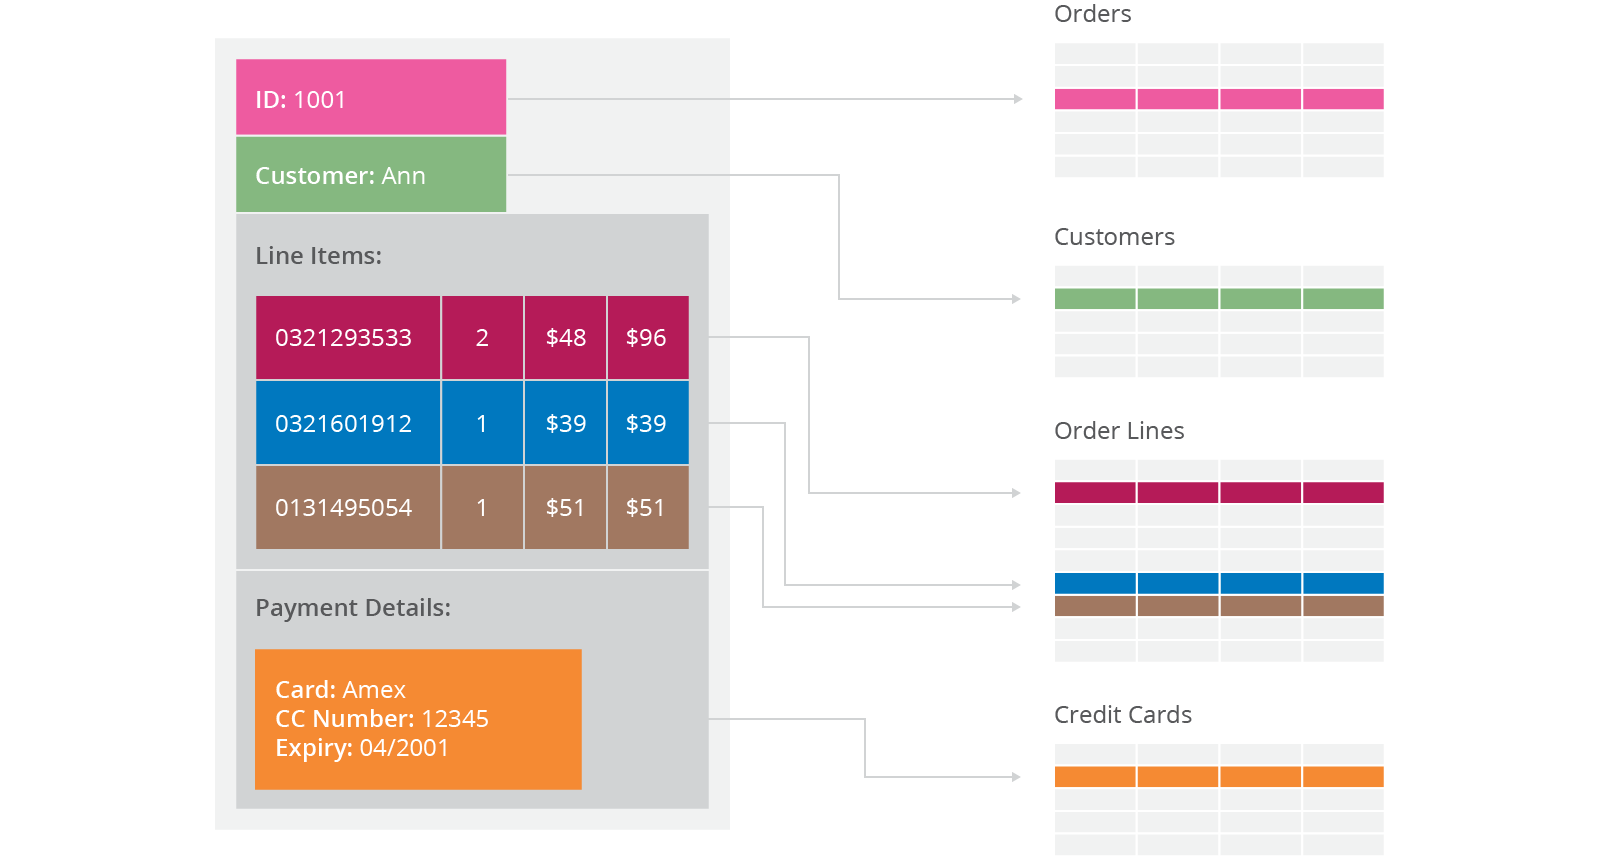 ID: 1001
Customer: Ann
Line Items:
0321293533 2 $48 $96
0321601912 1 $39 $39
0131495054 1 $51 $51
Payment Details:
Card: Amex
CC Number: 12345
Expiry: 04/2001
Orders
Customers
Order Lines
Credit Cards